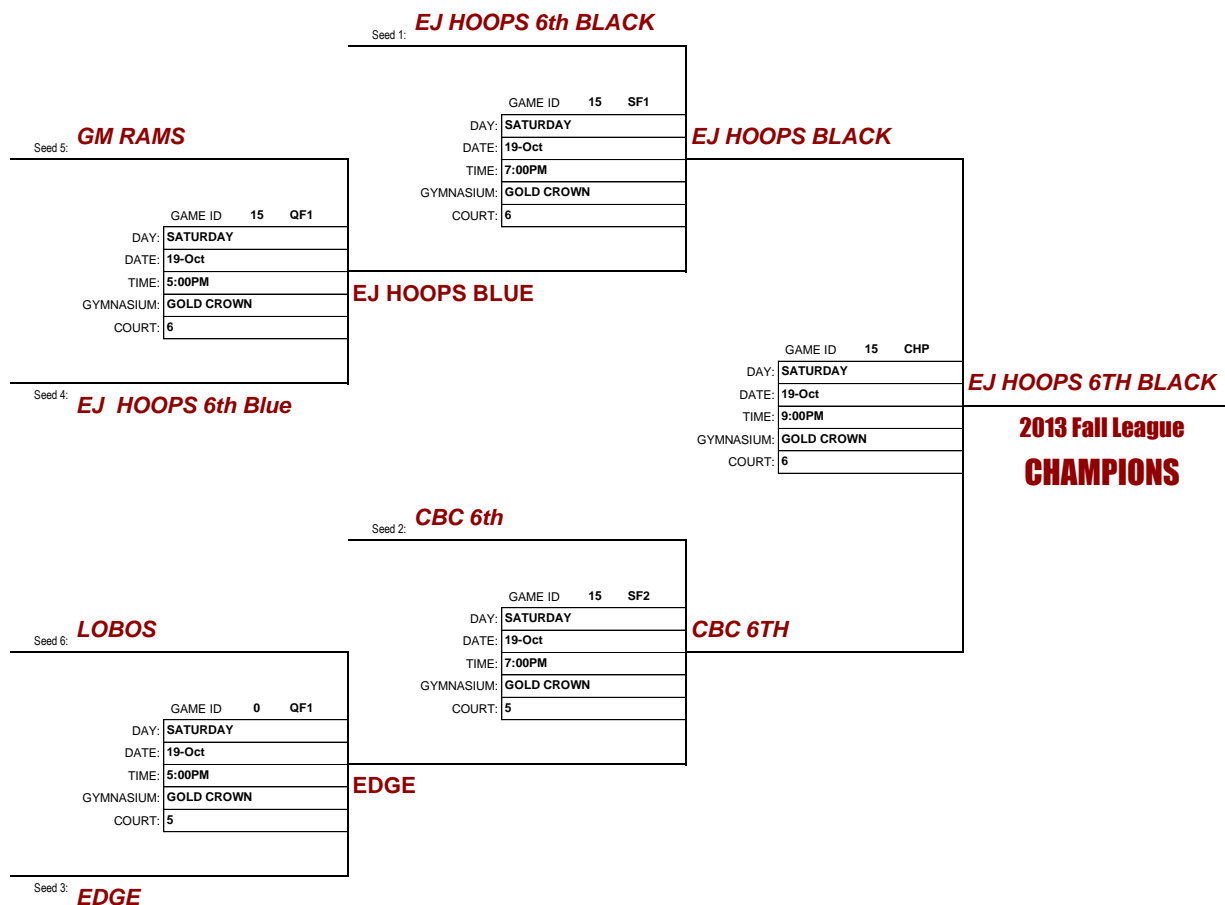 Seed 1: EJ HOOPS 6th BLACK
GAME ID 15 SF1
DAY: SATURDAY
DATE: 19-Oct
TIME: 7:00PM
GYMNASIUM: GOLD CROWN
COURT: 6
Seed 5: GM RAMS
EJ HOOPS BLACK
GAME ID 15 QF1
DAY: SATURDAY
DATE: 19-Oct
TIME: 5:00PM
GYMNASIUM: GOLD CROWN
COURT: 6
EJ HOOPS BLUE
Seed 4: EJ HOOPS 6th Blue
GAME ID 15 CHP
DAY: SATURDAY
DATE: 19-Oct
TIME: 9:00PM
GYMNASIUM: GOLD CROWN
COURT: 6
EJ HOOPS 6TH BLACK
2013 Fall League
CHAMPIONS
Seed 2: CBC 6th
GAME ID 15 SF2
DAY: SATURDAY
DATE: 19-Oct
TIME: 7:00PM
GYMNASIUM: GOLD CROWN
COURT: 5
Seed 6: LOBOS
CBC 6TH
GAME ID 0 QF1
DAY: SATURDAY
DATE: 19-Oct
TIME: 5:00PM
GYMNASIUM: GOLD CROWN
COURT: 5
EDGE
Seed 3: EDGE